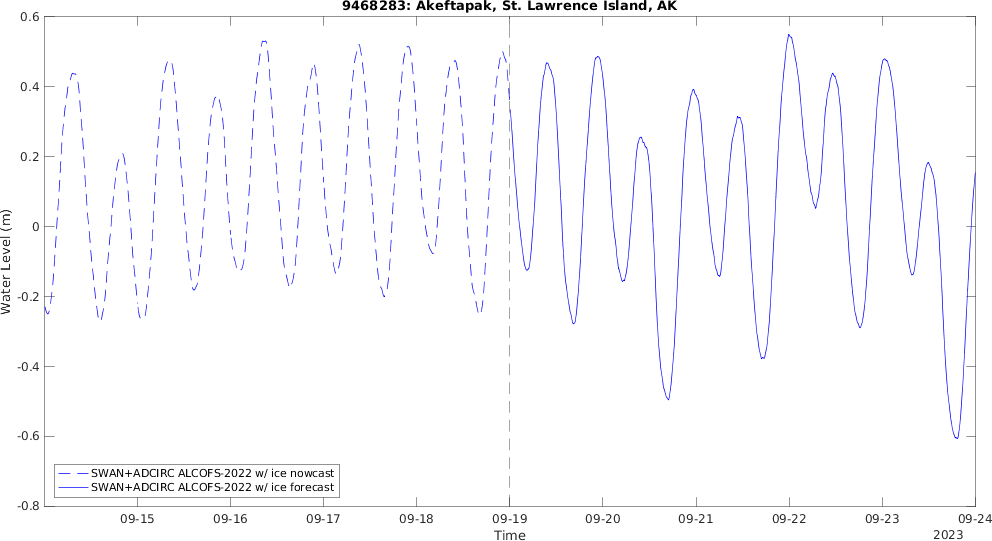 9468283: Akeftapak, St. Lawrence Island, AK
0.6
0.4
0.2
0
-0.2
-0.4
-0.6
-0.8
Water Level (m)
SWAN+ADCIRC ALCOFS-2022 w/ ice nowcast
SWAN+ADCIRC ALCOFS-2022 w/ ice forecast
09-15 09-16 09-17 09-18 09-19 09-20 09-21 09-22 09-23 09-24
Time
2023